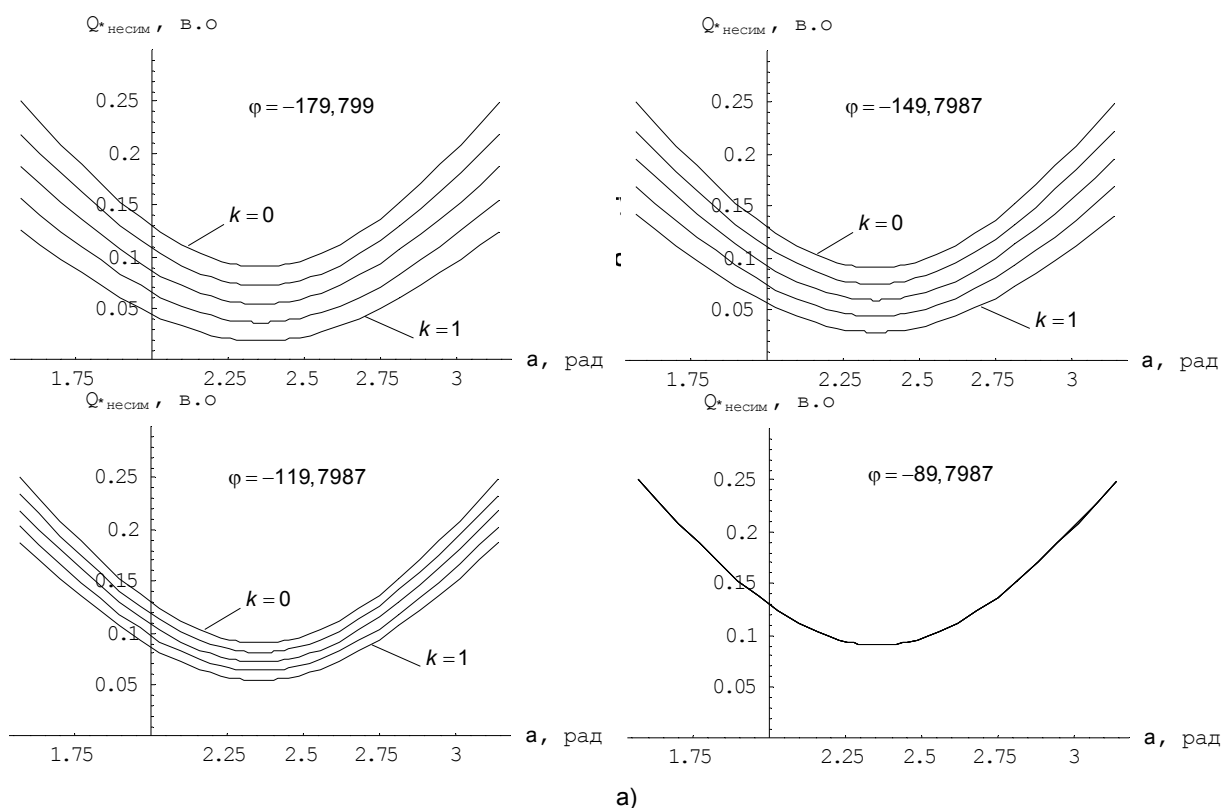 Q*несим, в.о
0.25
φ = −179,799
0.2
0.15
k = 0
0.1
0.05
k = 1
1.75 2.25 2.5 2.75 3
a, рад
Q*несим, в.о
0.25
φ = −149,7987
0.2
0.15
k = 0
0.1
0.05
k = 1
1.75 2.25 2.5 2.75 3
a, рад
Q*несим, в.о
0.25
φ = −119,7987
0.2
0.15
k = 0
0.1
k = 1
0.05
1.75 2.25 2.5 2.75 3
a, рад
Q*несим, в.о
0.25
φ = −89,7987
0.2
0.15
0.1
0.05
1.75 2.25 2.5 2.75 3
a, рад
а)